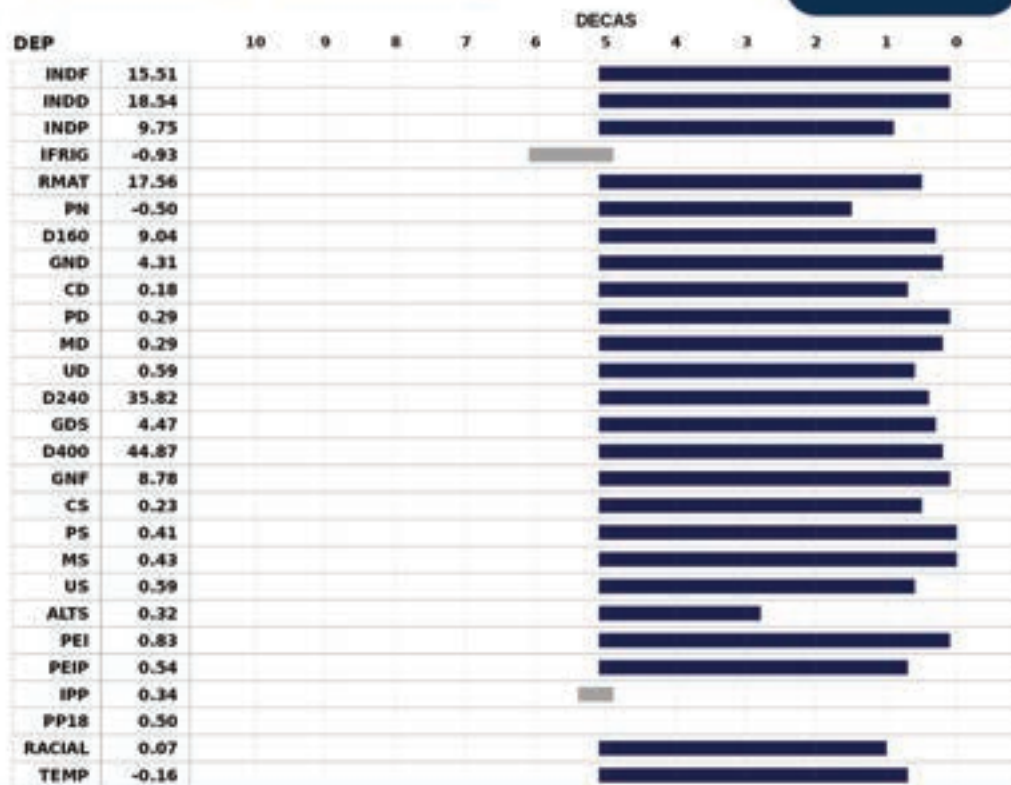 DECAS
DEP 10 9 8 7 6 5 4 3 2 1 0
INDF 15.51
INDD 18.54
INDP 9.75
IFRIG -0.93
RMAT 17.56
PN -0.50
D160 9.04
GND 4.31
CD 0.18
PD 0.29
MD 0.29
UD 0.59
D240 35.82
GDS 4.47
D400 44.87
GNF 8.78
CS 0.23
PS 0.41
MS 0.43
US 0.59
ALTS 0.32
PEI 0.83
PEIP 0.54
IPP 0.34
PP18 0.50
RACIAL 0.07
TEMP -0.16